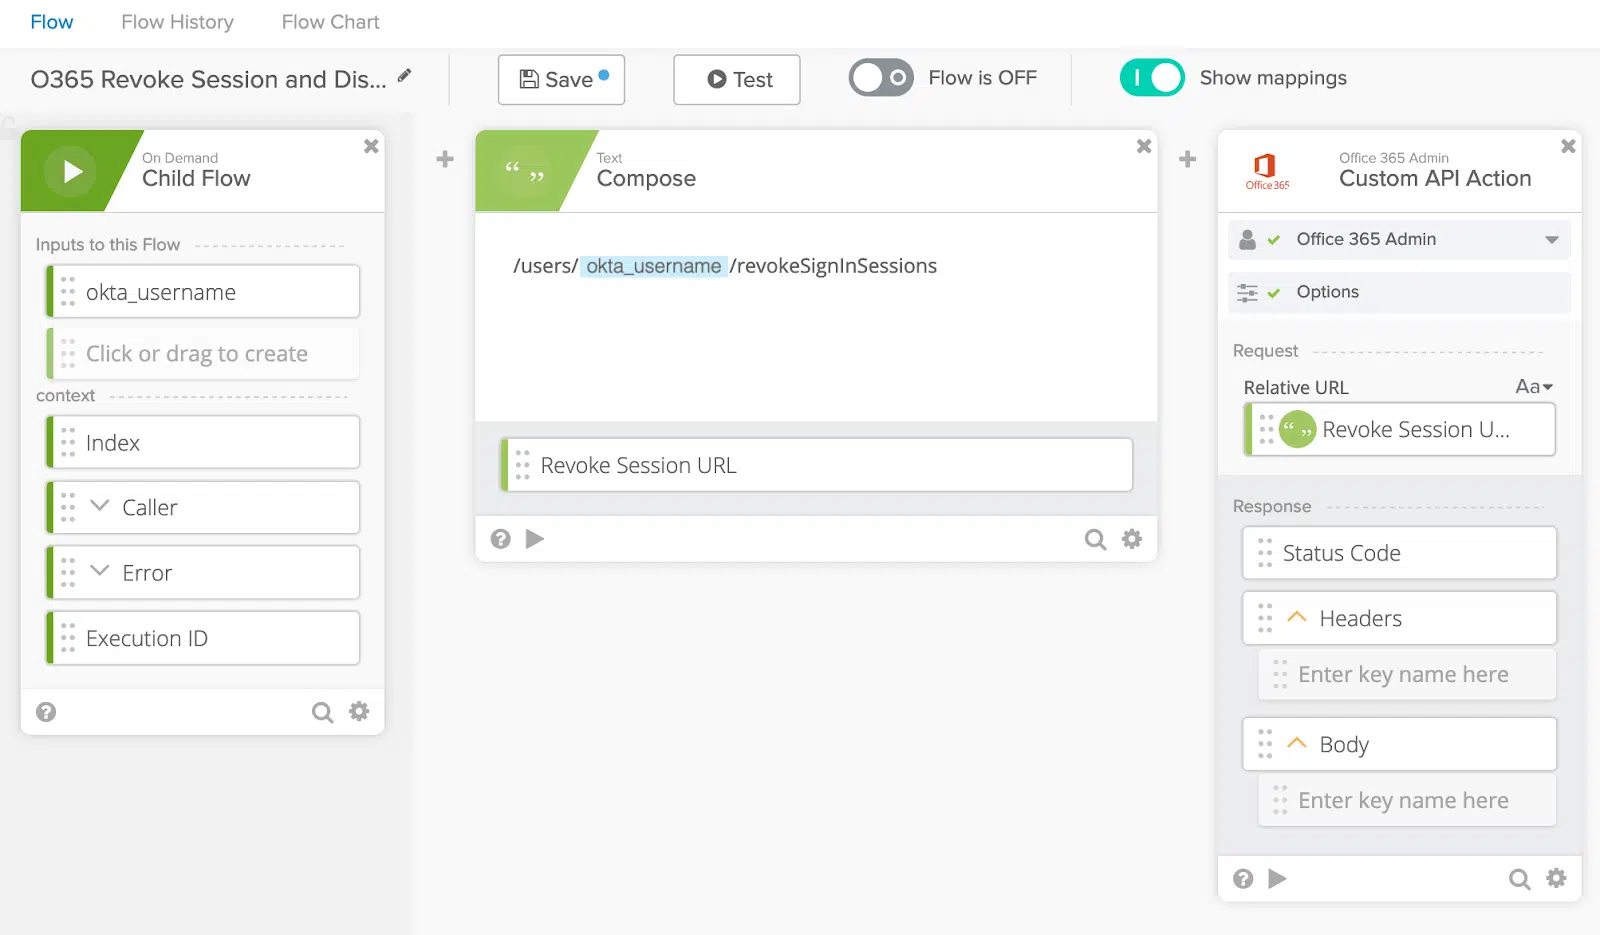 Flow
Flow History
Flow Chart
O365 Revoke Session and Dis...
Save
Test
Flow is OFF
Show mappings
On Demand
Child Flow
Inputs to this Flow
okta_username
Click or drag to create
context
Index
Caller
Error
Execution ID
Text
Compose
/users/ okta_username /revokeSignInSessions
Revoke Session URL
Office 365
Office 365 Admin
Custom API Action
Office 365 Admin
Options
Request
Relative URL
Aa
Revoke Session U...
Response
Status Code
Headers
Enter key name here
Body
Enter key name here